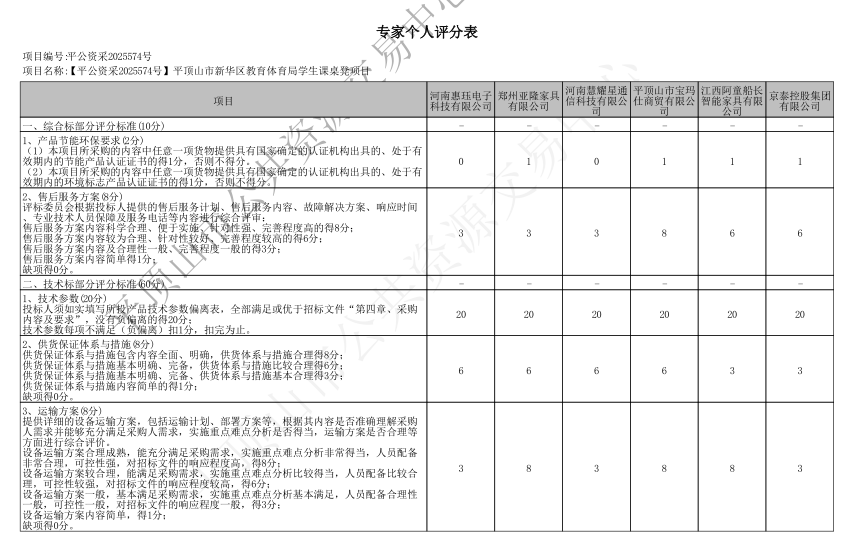 专家个人评分表
项目编号:平公资采2025574号
项目名称:【平公资采2025574号】平顶山市新华区教育体育局学生课桌凳项目
项目
河南惠珏电子
科技有限公司
郑州亚隆家具
有限公司
河南慧耀星通
信科技有限公
司
平顶山市宝玛
仕商贸有限公
司
江西阿童船长
智能家具有限
公司
京泰控股集团
有限公司
一、综合标部分评分标准(10分)
- - - - - -
1、产品节能环保要求(2分)
（1）本项目所采购的内容中任意一项货物提供具有国家确定的认证机构出具的、处于有
效期内的节能产品认证证书的得1分，否则不得分。
（2）本项目所采购的内容中任意一项货物提供具有国家确定的认证机构出具的、处于有
效期内的环境标志产品认证证书的得1分，否则不得分。
0 1 0 1 1 1
2、售后服务方案(8分)
评标委员会根据投标人提供的售后服务计划、售后服务内容、故障解决方案、响应时间
、专业技术人员保障及服务电话等内容进行综合评审：
售后服务方案内容科学合理、便于实施、针对性强、完善程度高的得8分；
售后服务方案内容较为合理、针对性较好、完善程度较高的得6分；
售后服务方案内容及合理性一般、完善程度一般的得3分；
售后服务方案内容简单得1分；
缺项得0分。
3 3 3 8 6 6
二、技术标部分评分标准(60分)
- - - - - -
1、技术参数(20分)
投标人须如实填写所投产品技术参数偏离表，全部满足或优于招标文件“第四章、采购
内容及要求”，没有负偏离的得20分；
技术参数每项不满足（负偏离）扣1分，扣完为止。
20 20 20 20 20 20
2、供货保证体系与措施(8分)
供货保证体系与措施包含内容全面、明确，供货体系与措施合理得8分；
供货保证体系与措施基本明确、完备，供货体系与措施比较合理得6分；
供货保证体系与措施基本明确、完备、供货体系与措施基本合理得3分；
供货保证体系与措施内容简单的得1分；
缺项得0分。
6 6 6 6 3 3
3、运输方案(8分)
提供详细的设备运输方案，包括运输计划、部署方案等，根据其内容是否准确理解采购
人需求并能够充分满足采购人需求，实施重点难点分析是否得当，运输方案是否合理等
方面进行综合评价。
设备运输方案合理成熟，能充分满足采购需求，实施重点难点分析非常得当，人员配备
非常合理，可控性强，对招标文件的响应程度高，得8分；
设备运输方案较合理，能满足采购需求，实施重点难点分析比较得当，人员配备比较合
理，可控性较强，对招标文件的响应程度较高，得6分；
设备运输方案一般，基本满足采购需求，实施重点难点分析基本满足，人员配备合理性
一般，可控性一般，对招标文件的响应程度一般，得3分；
设备运输方案内容简单，得1分；
缺项得0分。
3 8 3 8 8 3
平顶山市公共资源交易中心
平顶山市公共资源交易中心